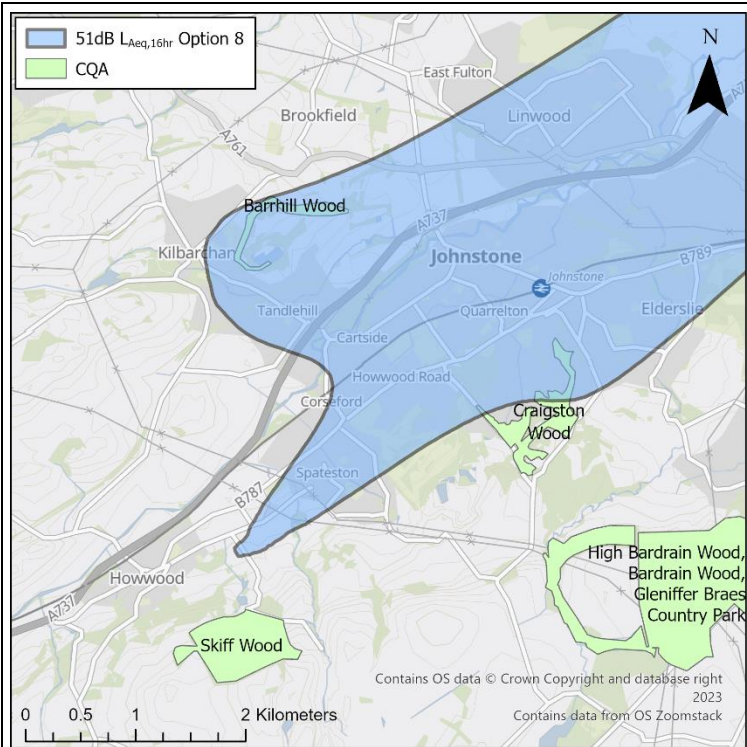 51dB LAeq,16hr Option 8
CQA
N
East Fulton
Brookfield
Linwood
A761
A7
Barrhill Wood
A737
Kilbarchan
Johnstone
Johnstone
B789
Tandlehill
Quarrelton
Elderslie
Cartside
Howwood Road
Corseford
Craigston
Wood
Spateston
B787
Howwood
High Bardrain Wood,
Bardrain Wood,
Gleniffer Braes
Country Park
A737
Skiff Wood
Contains OS data © Crown Copyright and database right
2023
Contains data from OS Zoomstack
0 0.5 1 2 Kilometers